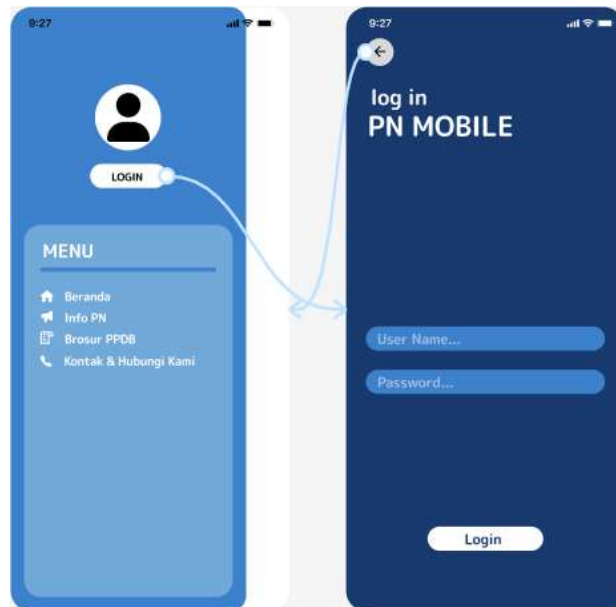 9:27
LOGIN
MENU
Beranda
Info PN
Brosur PPDB
Kontak & Hubungi Kami
9:27
log in
PN MOBILE
User Name...
Password...
Login